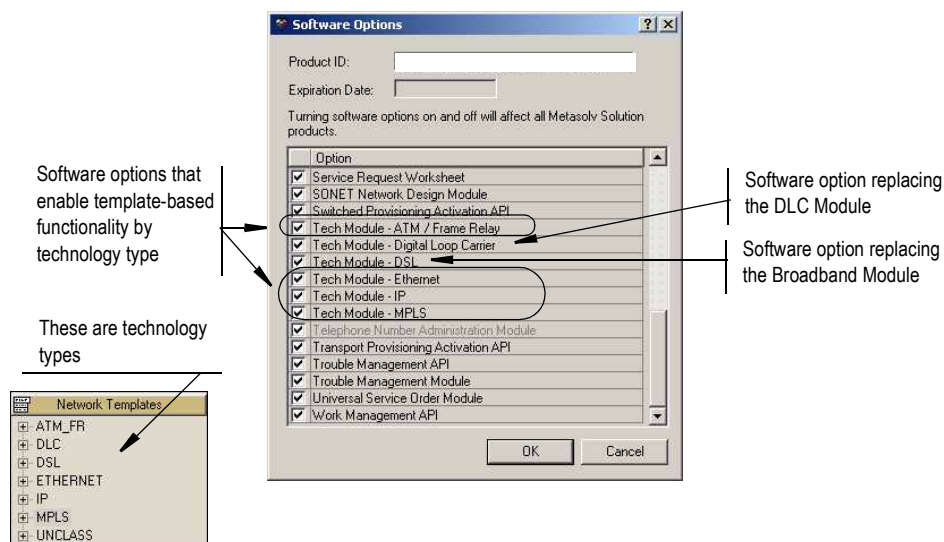 Software Options
Product ID:
Expiration Date:
Turning software options on and off will affect all Metasolv Solution
products.
Option
Service Request Worksheet
SONET Network Design Module
Switched Provisioning Activation API
Tech Module - ATM / Frame Relay
Tech Module - Digital Loop Carrier
Tech Module - DSL
Tech Module - Ethernet
Tech Module - IP
Tech Module - MPLS
Telephone Number Administration Module
Transport Provisioning Activation API
Trouble Management API
Trouble Management Module
Universal Service Order Module
Work Management API
OK
Cancel
Software options that
enable template-based
functionality by
technology type
Software option replacing
the DLC Module
Software option replacing
the Broadband Module
These are technology
types
Network Templates
ATM_FR
DLC
DSL
ETHERNET
IP
MPLS
UNCLASS